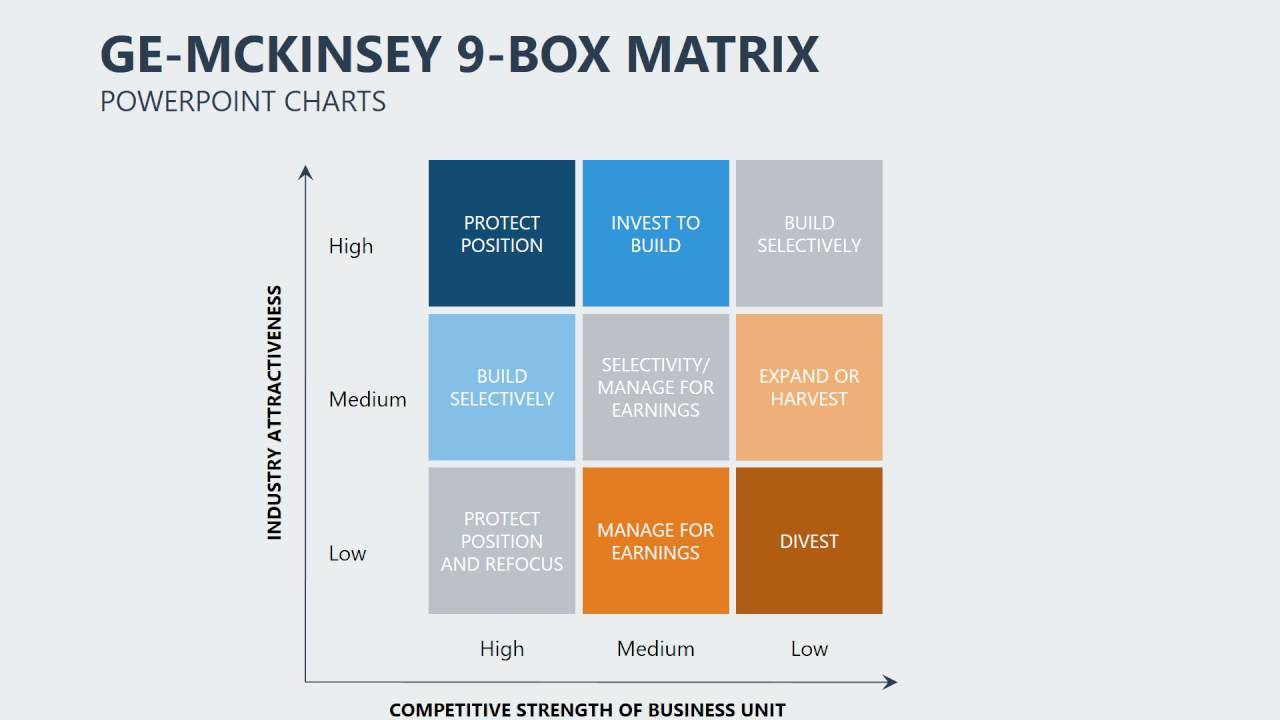 GE-MCKINSEY 9-BOX MATRIX
POWERPOINT CHARTS
INDUSTRY ATTRACTIVENESS
High
PROTECT
POSITION
INVEST TO
BUILD
BUILD
SELECTIVELY
Medium
BUILD
SELECTIVELY
SELECTIVITY/
MANAGE FOR
EARNINGS
EXPAND OR
HARVEST
Low
PROTECT
POSITION
AND REFOCUS
MANAGE FOR
EARNINGS
DIVEST
High
Medium
Low
COMPETITIVE STRENGTH OF BUSINESS UNIT